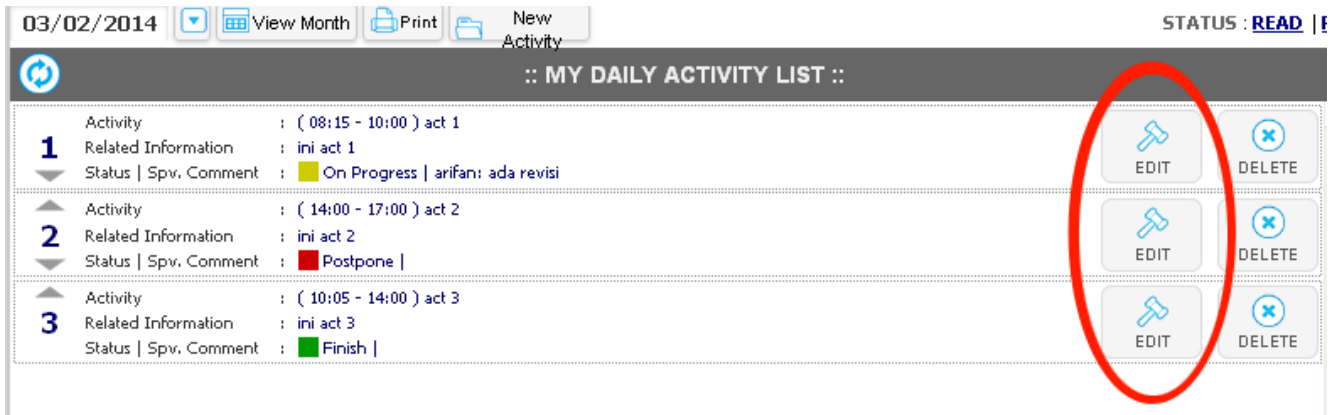 03/02/2014 View Month Print New Activity STATUS : READ |
:: MY DAILY ACTIVITY LIST ::
1
Activity : ( 08:15 - 10:00 ) act 1
Related Information : ini act 1
Status | Spv. Comment : On Progress | arifan: ada revisi
EDIT DELETE
2
Activity : ( 14:00 - 17:00 ) act 2
Related Information : ini act 2
Status | Spv. Comment : Postpone |
EDIT DELETE
3
Activity : ( 10:05 - 14:00 ) act 3
Related Information : ini act 3
Status | Spv. Comment : Finish |
EDIT DELETE